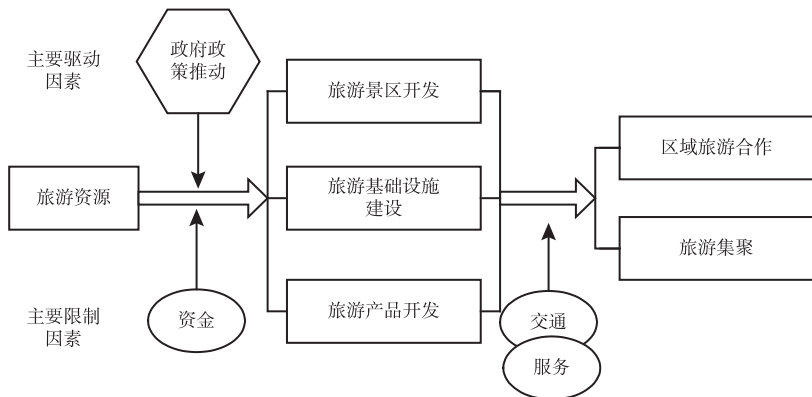 主要驱动
因素
政府政
策推动
旅游景区开发
区域旅游合作
旅游资源
旅游基础设施
建设
旅游集聚
主要限制
因素
资金
旅游产品开发
交通
服务